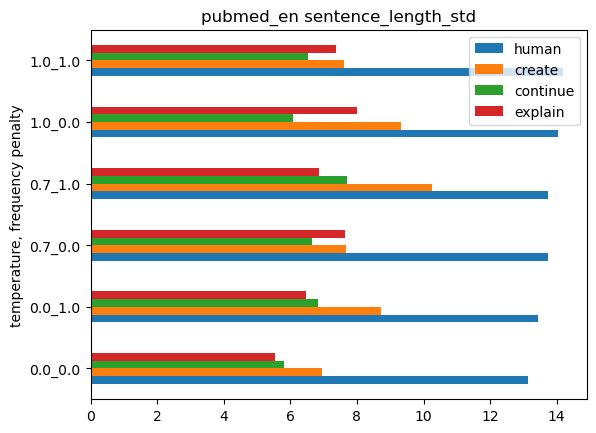 pubmed_en sentence_length_std
temperature, frequency penalty
1.0_1.0
1.0_0.0
0.7_1.0
0.7_0.0
0.0_1.0
0.0_0.0
human
create
continue
explain
0 2 4 6 8 10 12 14